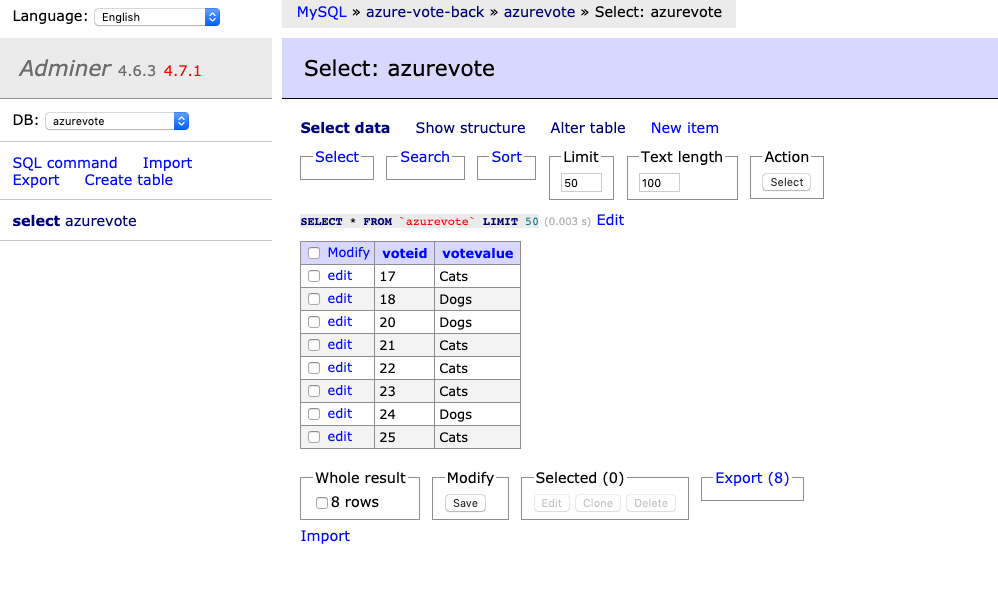 Language: English
MySQL » azure-vote-back » azurevote » Select: azurevote
Adminer 4.6.3 4.7.1
Select: azurevote
DB: azurevote
SQL command Import
Export Create table
select azurevote
Select data Show structure Alter table New item
Select Search Sort Limit Text length Action
50 100 Select
SELECT * FROM `azurevote` LIMIT 50 (0.003 s) Edit
Modify voteid votevalue
edit 17 Cats
edit 18 Dogs
edit 20 Dogs
edit 21 Cats
edit 22 Cats
edit 23 Cats
edit 24 Dogs
edit 25 Cats
Whole result Modify Selected (0) Export (8)
8 rows Save Edit Clone Delete
Import